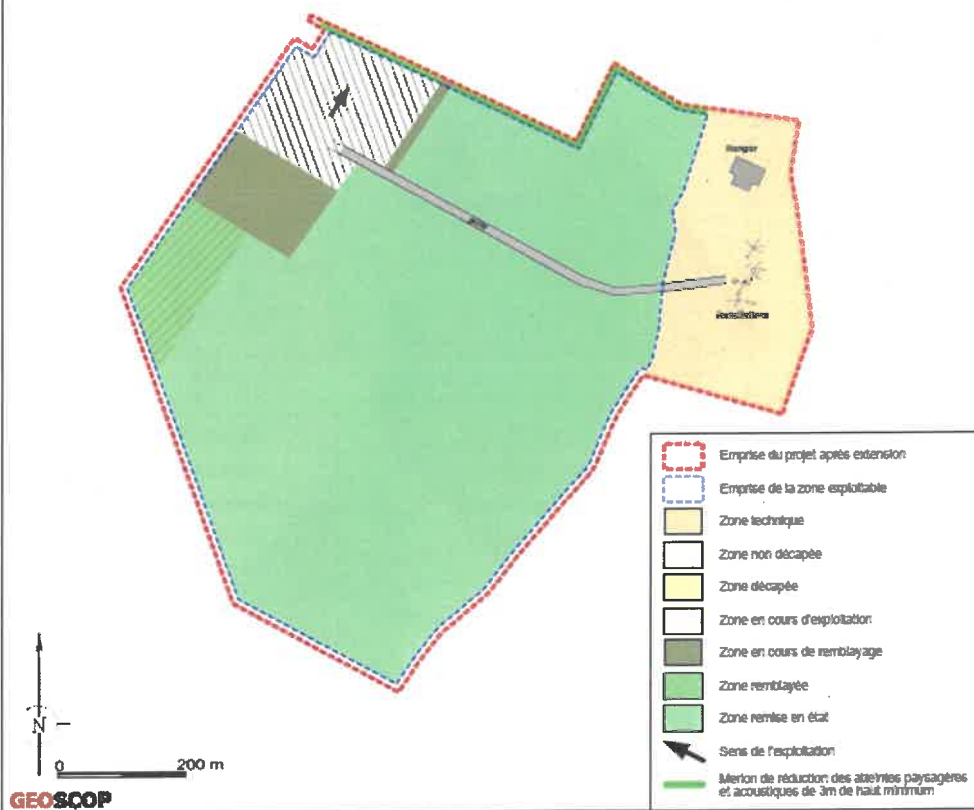 Hangar
Installations
Emprise du projet après extension
Emprise de la zone exploitable
Zone technique
Zone non décapée
Zone décapée
Zone en cours d'exploitation
Zone en cours de remblayage
Zone remblayée
Zone remise en état
Sens de l'exploitation
Merlon de réduction des atteintes paysagères
et acoustiques de 3m de haut minimum
N
0 200 m
GEOSCOP